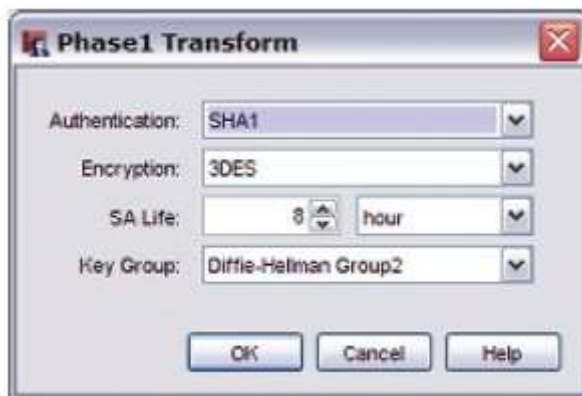 Phase1 Transform
Authentication: SHA1
Encryption: 3DES
SA Life: 8 hour
Key Group: Diffie-Hellman Group2
OK Cancel Help